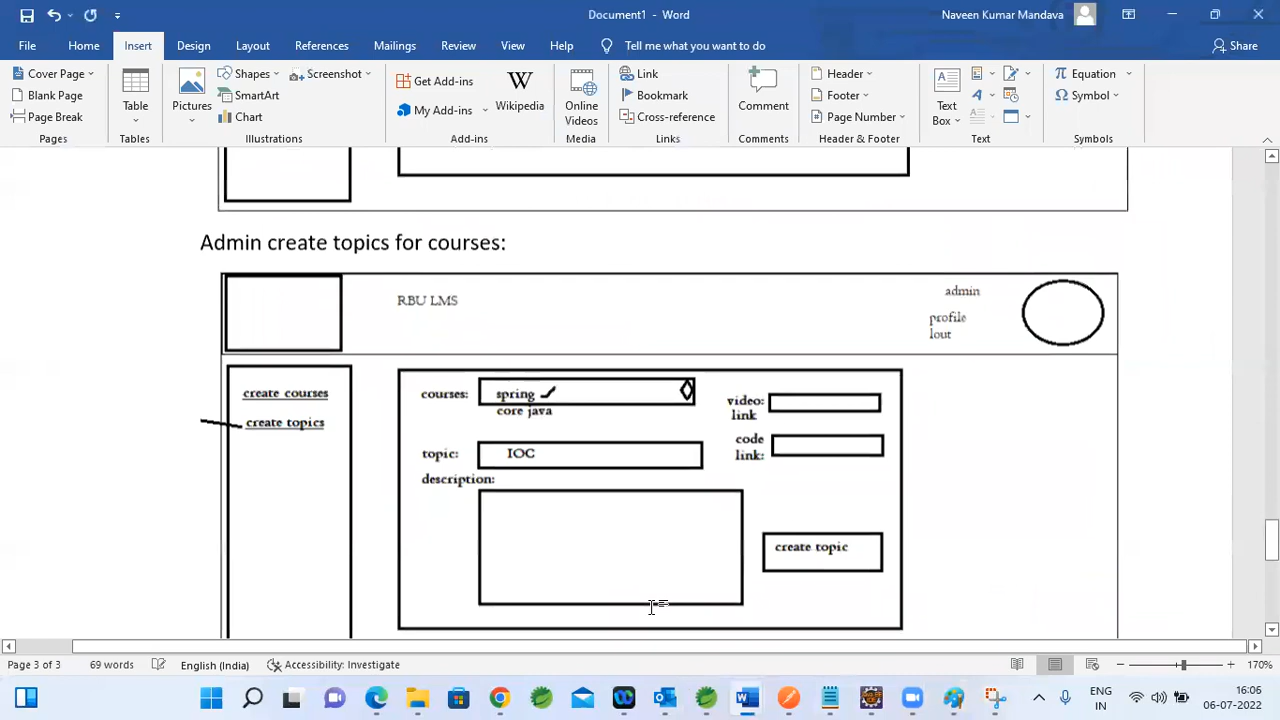 Document1 - Word
Naveen Kumar Mandava
File Home Insert Design Layout References Mailings Review View Help Tell me what you want to do Share
Cover Page
Blank Page
Page Break
Pages
Table
Tables
Pictures
Shapes
SmartArt
Chart
Screenshot
Illustrations
Get Add-ins
My Add-ins
Wikipedia
Add-ins
Online
Videos
Media
Link
Bookmark
Cross-reference
Links
Comment
Comments
Header
Footer
Page Number
Header & Footer
Text
Box
Text
Equation
Symbol
Symbols
Admin create topics for courses:
RBU LMS
admin
profile
lout
create courses
create topics
courses:
spring
core java
topic:
IOC
description:
video:
link
code
link:
create topic
Page 3 of 3
69 words
English (India)
Accessibility: Investigate
170%
ENG
IN
16:06
06-07-2022